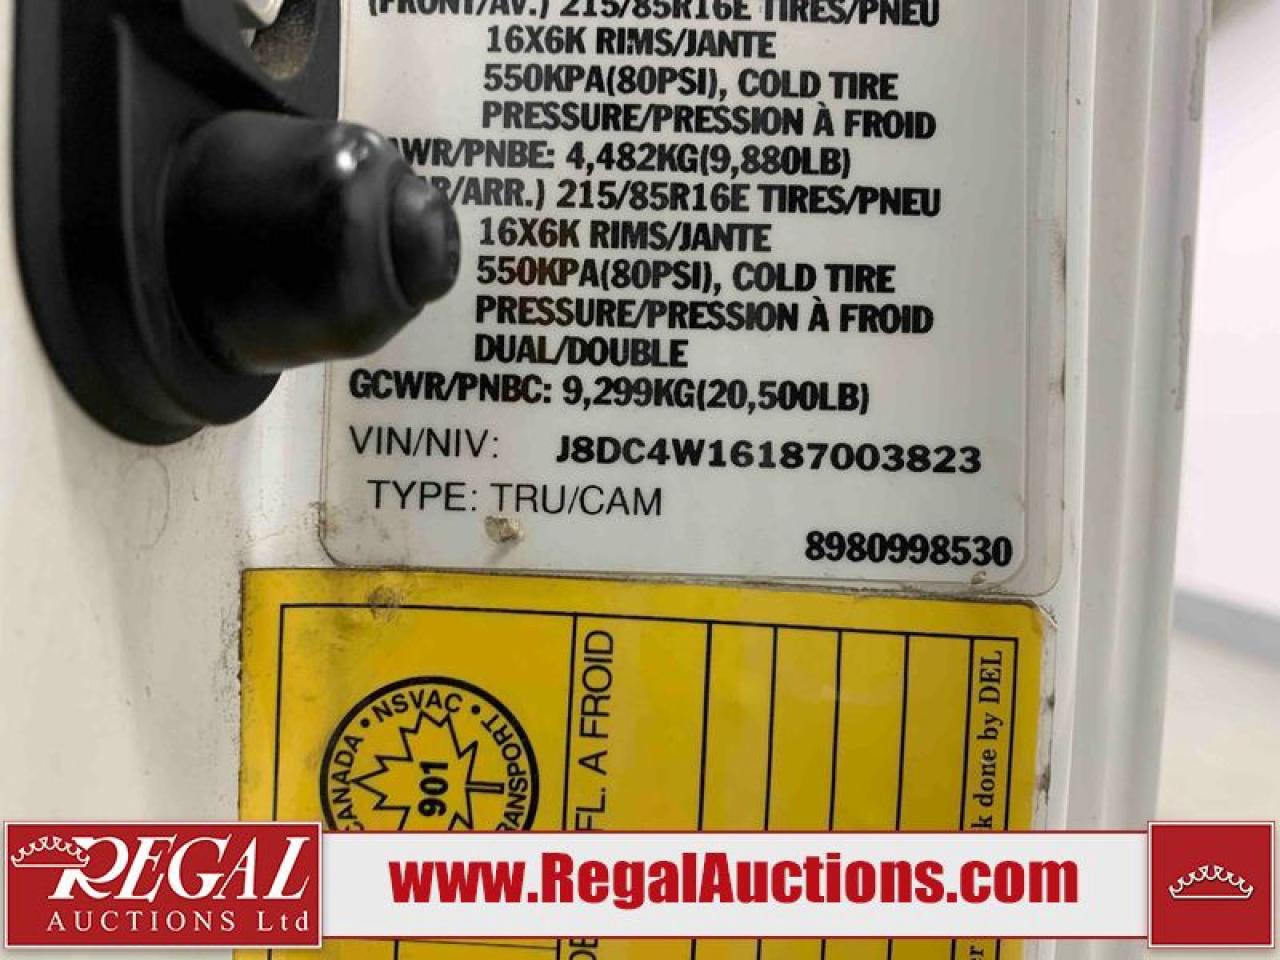 (FRONT/AV.) 215/85R16E TIRES/PNEU
16X6K RIMS/JANTE
550KPA(80PSI), COLD TIRE
PRESSURE/PRESSION À FROID
WR/PNBE: 4,482KG(9,880LB)
R/ARR.) 215/85R16E TIRES/PNEU
16X6K RIMS/JANTE
550KPA(80PSI), COLD TIRE
PRESSURE/PRESSION À FROID
DUAL/DOUBLE
GCWR/PNBC: 9,299KG(20,500LB)
VIN/NIV: J8DC4W16187003823
TYPE: TRU/CAM
8980998530
CANADA • NSVAC • TRANSPORT
901
FL. A FROID
k done by DEL
REGAL
AUCTIONS Ltd
www.RegalAuctions.com